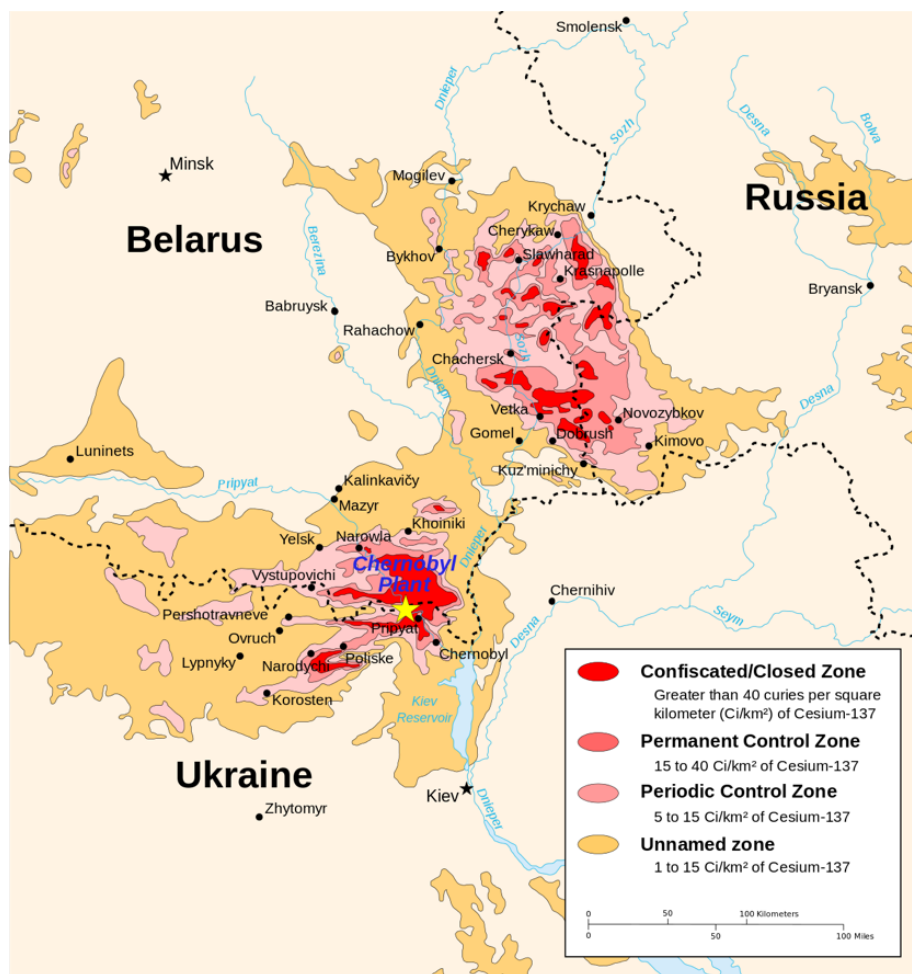 Smolensk
Dnieper
Sozh
Desna
Bolva
Minsk
Mogilev
Russia
Krychaw
Belarus
Berezina
Cherykaw
Bykhov
Slawharad
Krasnapolle
Bryansk
Babruysk
Rahachow
Sozh
Chachersk
Dniepr
Desna
Vetka
Novozybkov
Gomel
Dobrush
Kimovo
Luninets
Kuz'minichy
Pripyat
Kalinkavičy
Mazyr
Khoiniki
Dnieper
Yelsk
Narowla
Chernobyl
Plant
Vystupovichi
Chernihiv
Pershotravneve
Pripyat
Desna
Seym
Ovruch
Lypnyky
Narodychi
Poliske
Chernobyl
Korosten
Kiev
Reservoir
Ukraine
Kiev
Dnieper
Zhytomyr
Confiscated/Closed Zone
Greater than 40 curies per square
kilometer (Ci/km²) of Cesium-137
Permanent Control Zone
15 to 40 Ci/km² of Cesium-137
Periodic Control Zone
5 to 15 Ci/km² of Cesium-137
Unnamed zone
1 to 15 Ci/km² of Cesium-137
0 50 100 Kilometers
0 50 100 Miles